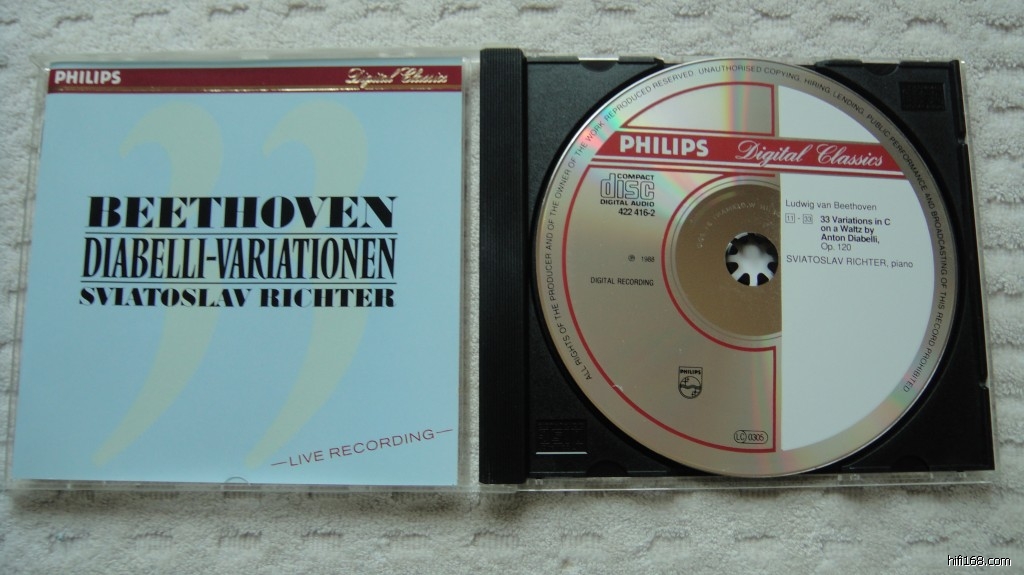 PHILIPS
Digital Classics
BEETHOVEN
DIABELLI-VARIATIONEN
SVIATOSLAV RICHTER
—LIVE RECORDING—
ALL RIGHTS OF THE PRODUCER AND OF THE OWNER OF THE WORK REPRODUCED RESERVED. UNAUTHORISED COPYING, HIRING, LENDING, PUBLIC PERFORMANCE AND BROADCASTING OF THIS RECORD PROHIBITED
PHILIPS Digital Classics
COMPACT
disc
DIGITAL AUDIO
422 416-2
℗ 1988
DIGITAL RECORDING
PHILIPS
LC 0305
Ludwig van Beethoven
1 - 33 33 Variations in C
on a Waltz by
Anton Diabelli,
Op. 120
SVIATOSLAV RICHTER, piano
hifi168.com